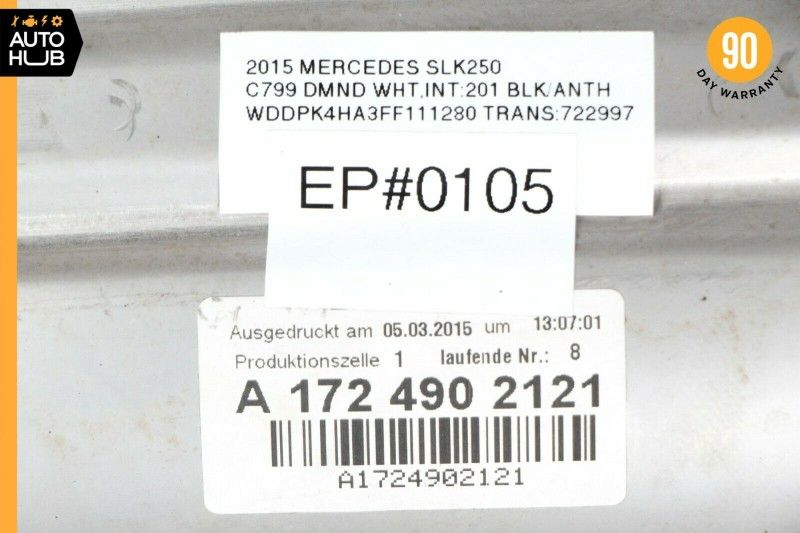 AUTO
HUB
90
DAY WARRANTY
2015 MERCEDES SLK250
C799 DMND WHT,INT:201 BLK/ANTH
WDDPK4HA3FF111280 TRANS:722997
EP#0105
Ausgedruckt am 05.03.2015 um 13:07:01
Produktionszelle 1 laufende Nr.: 8
A 172 490 2121
A1724902121